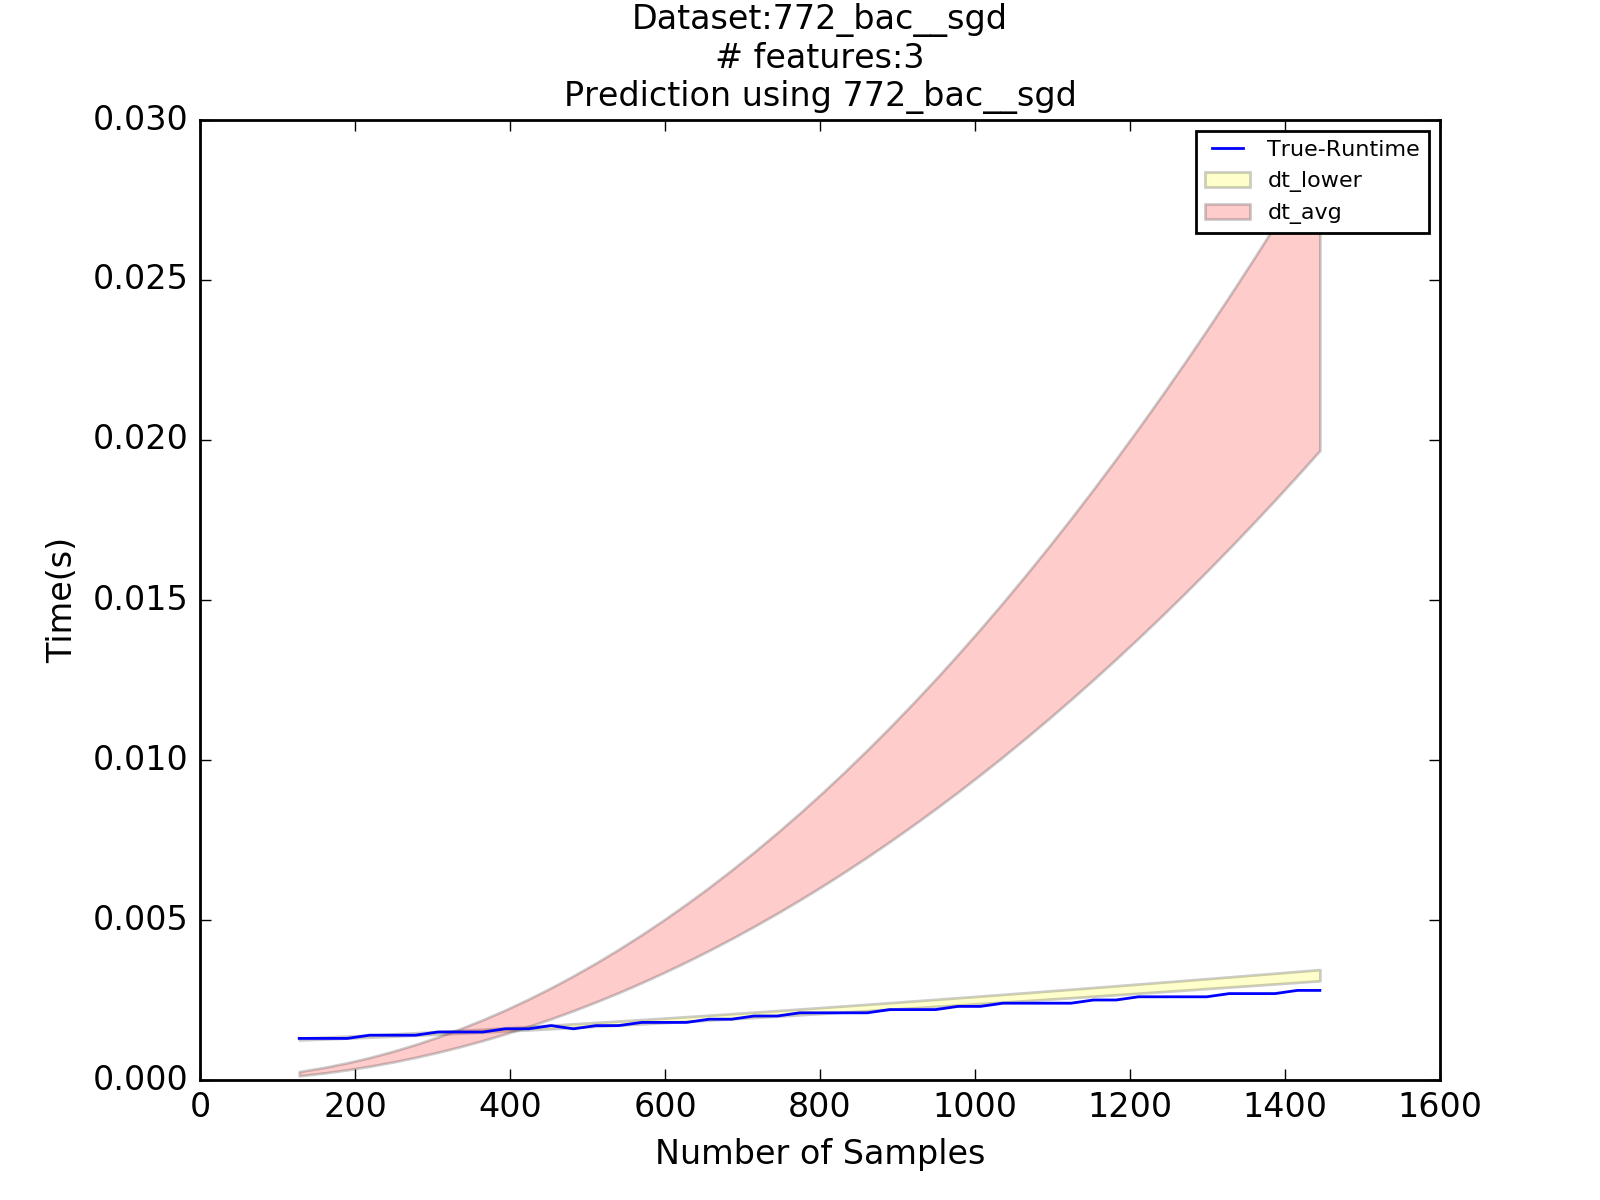 Dataset:772_bac__sgd
# features:3
Prediction using 772_bac__sgd
0.030
0.025
0.020
0.015
0.010
0.005
0.000
Time(s)
True-Runtime
dt_lower
dt_avg
0 200 400 600 800 1000 1200 1400 1600
Number of Samples